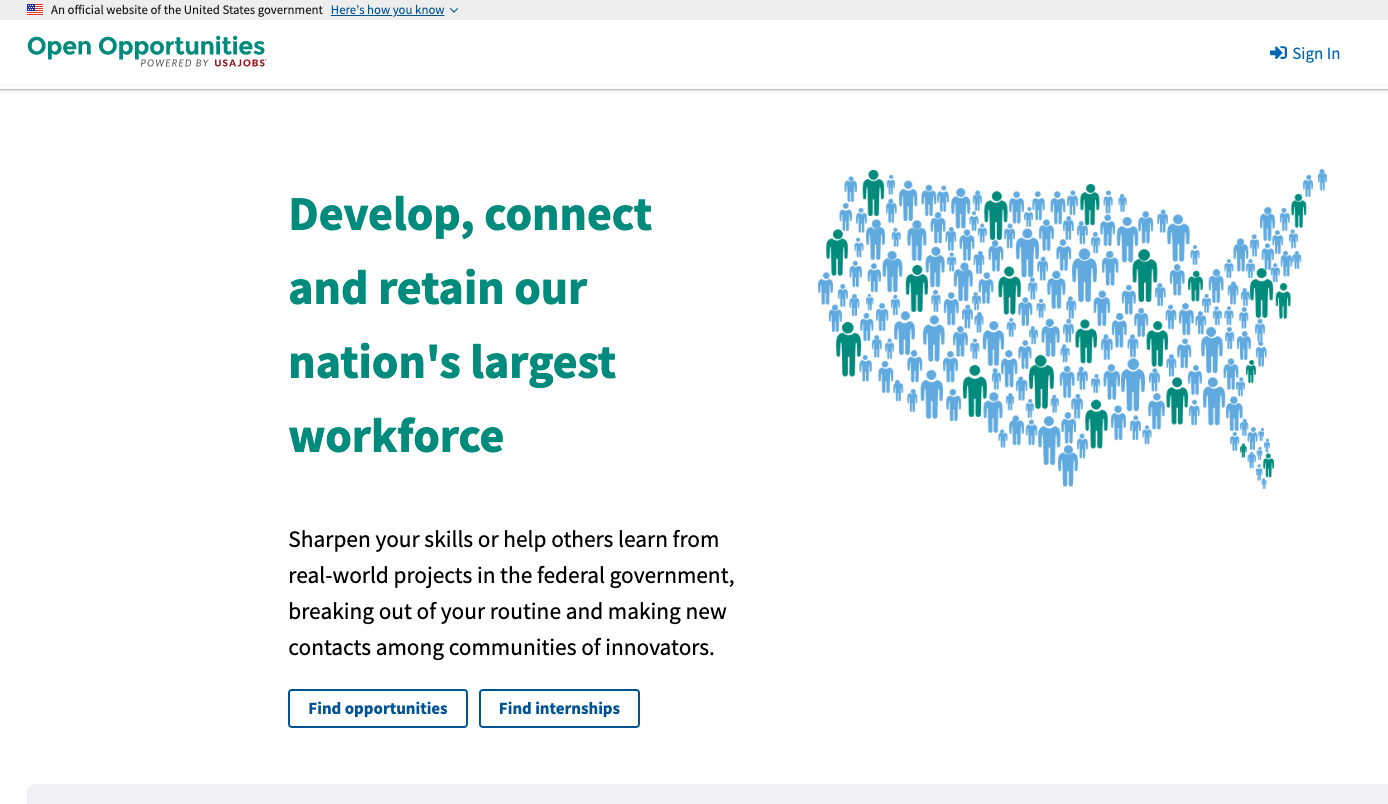 An official website of the United States government Here's how you know
Open Opportunities
POWERED BY USAJOBS
Sign In
Develop, connect
and retain our
nation's largest
workforce
Sharpen your skills or help others learn from
real-world projects in the federal government,
breaking out of your routine and making new
contacts among communities of innovators.
Find opportunities Find internships